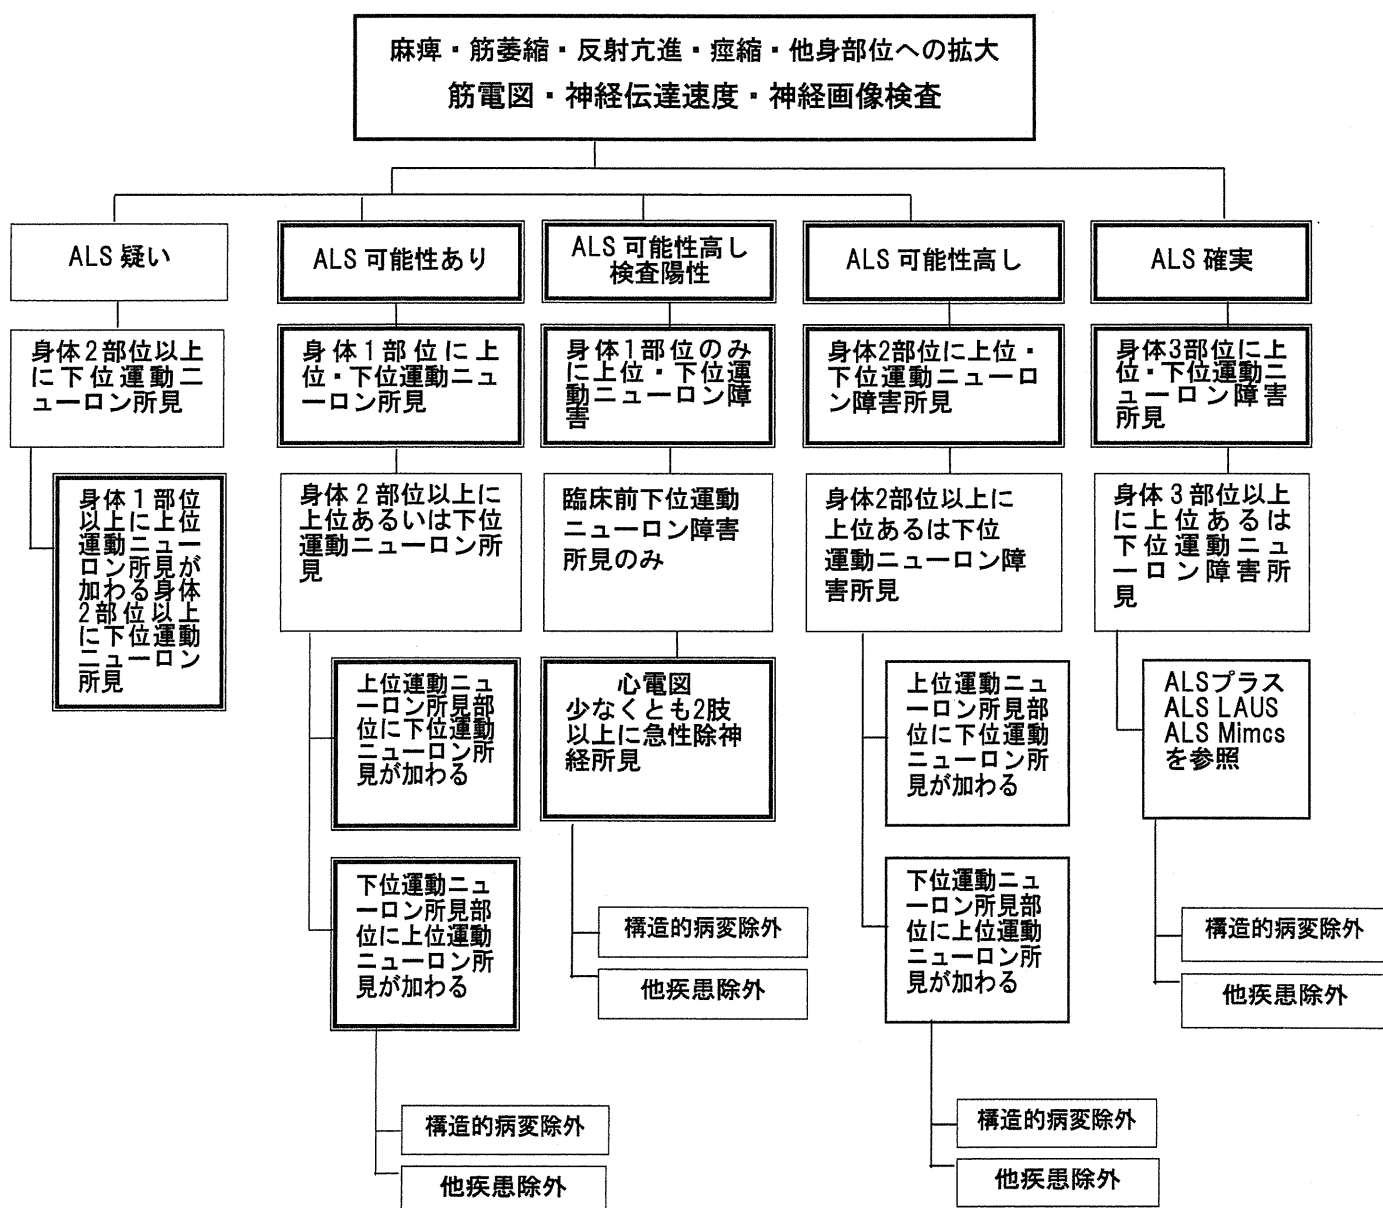 麻痺・筋萎縮・反射亢進・痙縮・他身部位への拡大
筋電図・神経伝達速度・神経画像検査
ALS 疑い
身体2部位以上
に下位運動ニ
ューロン所見
身体1部位
以上に上位
運動ニューー
ロン所見が
加わる身体
2部位以上
に下位運動
ニューロン
所見
ALS 可能性あり
身体1部位に上
位・下位運動ニュ
ーロン所見
身体2部位以上に
上位あるいは下位
運動ニューロン所
見
上位運動ニュ
ーロン所見部
位に下位運動
ニューロン所
見が加わる
下位運動ニュ
ーロン所見部
位に上位運動
ニューロン所
見が加わる
構造的病変除外
他疾患除外
ALS 可能性高し
検査陽性
身体1部位のみ
に上位・下位運
動ニューロン障
害
臨床前下位運動
ニューロン障害
所見のみ
心電図
少なくとも2肢
以上に急性除神
経所見
構造的病変除外
他疾患除外
ALS 可能性高し
身体2部位に上位・
下位運動ニューロ
ン障害所見
身体2部位以上に
上位あるは下位
運動ニューロン障
害所見
上位運動ニュ
ーロン所見部
位に下位運動
ニューロン所
見が加わる
下位運動ニュ
ーロン所見部
位に上位運動
ニューロン所
見が加わる
構造的病変除外
他疾患除外
ALS 確実
身体3部位に上
位・下位運動ニ
ューロン障害
所見
身体3部位以上
に上位あるは
下位運動ニュ
ーロン障害所
見
ALSプラス
ALS LAUS
ALS Mimcs
を参照
構造的病変除外
他疾患除外